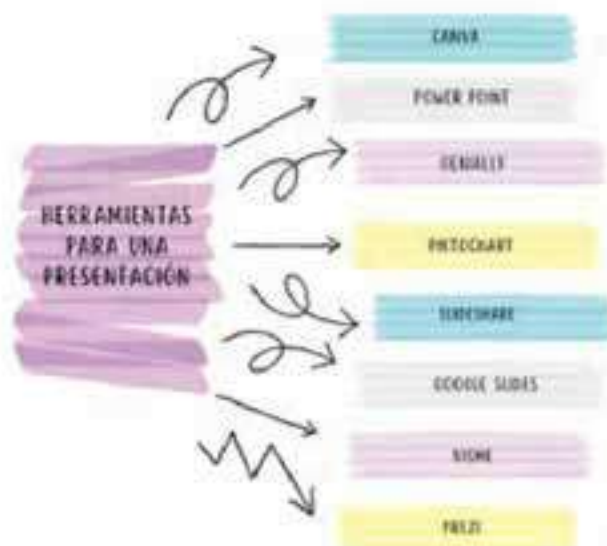 HERRAMIENTAS
PARA UNA
PRESENTACIÓN
CANVA
POWER POINT
GENIALLY
PIKTOCHART
SLIDESHARE
GOOGLE SLIDES
PREZI